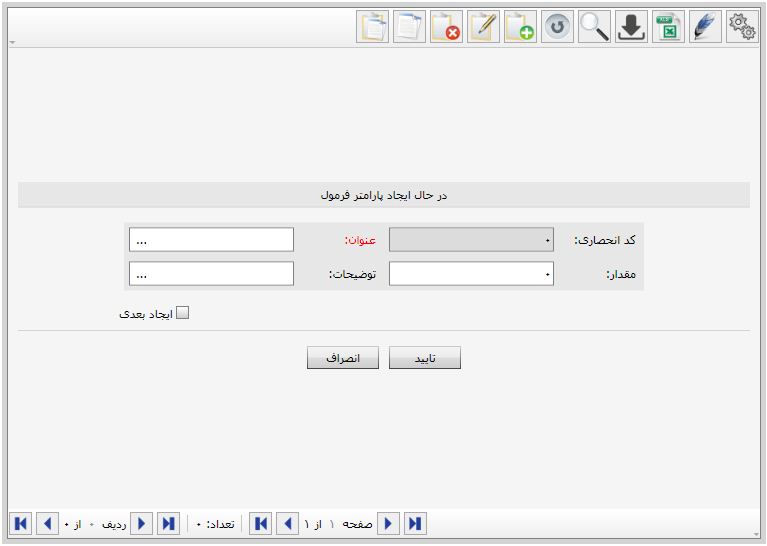 در حال ایجاد پارامتر فرمول
کد انحصاری: ۰ عنوان: ...
مقدار: ۰ توضیحات: ...
ایجاد بعدی
تایید انصراف
صفحه ۱ از ۱ تعداد: ۰ ردیف ۰ از ۰